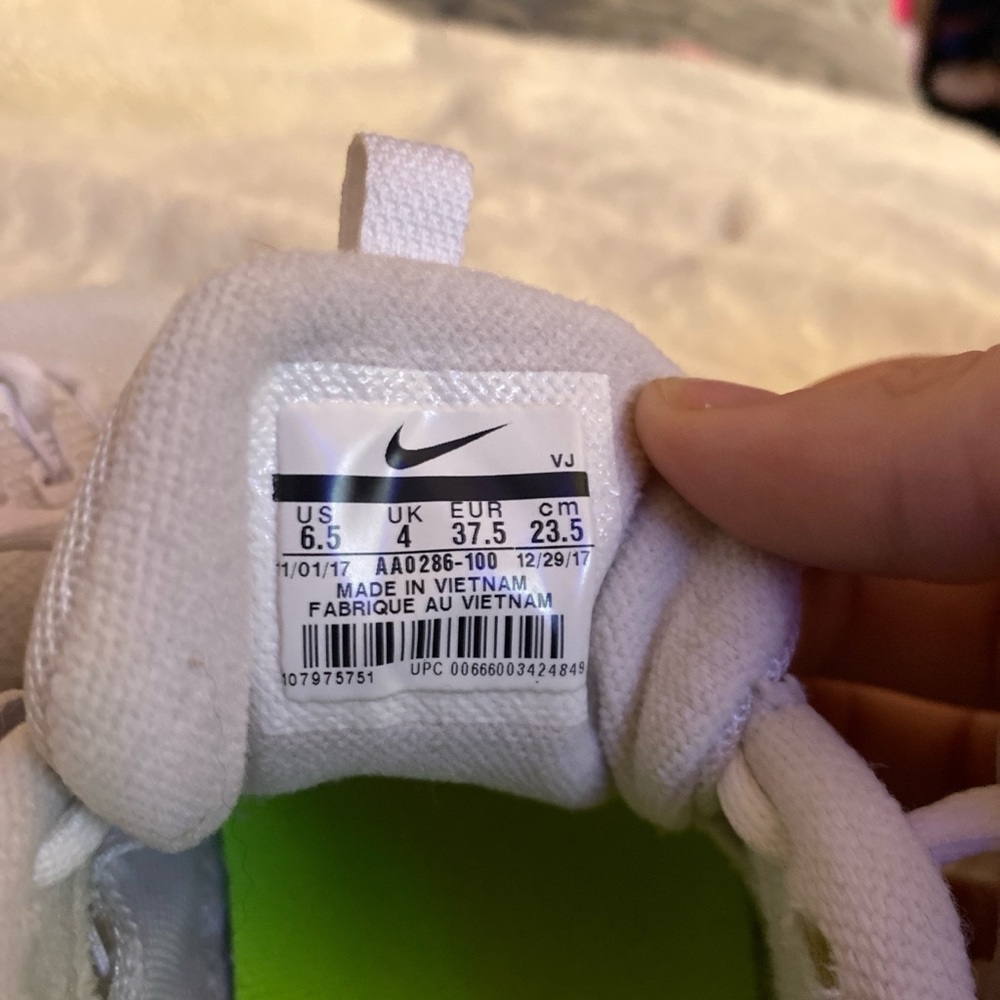 VJ
US UK EUR cm
6.5 4 37.5 23.5
1/01/17 AA0286-100 12/29/17
MADE IN VIETNAM
FABRIQUE AU VIETNAM
107975751 UPC 00666003424849